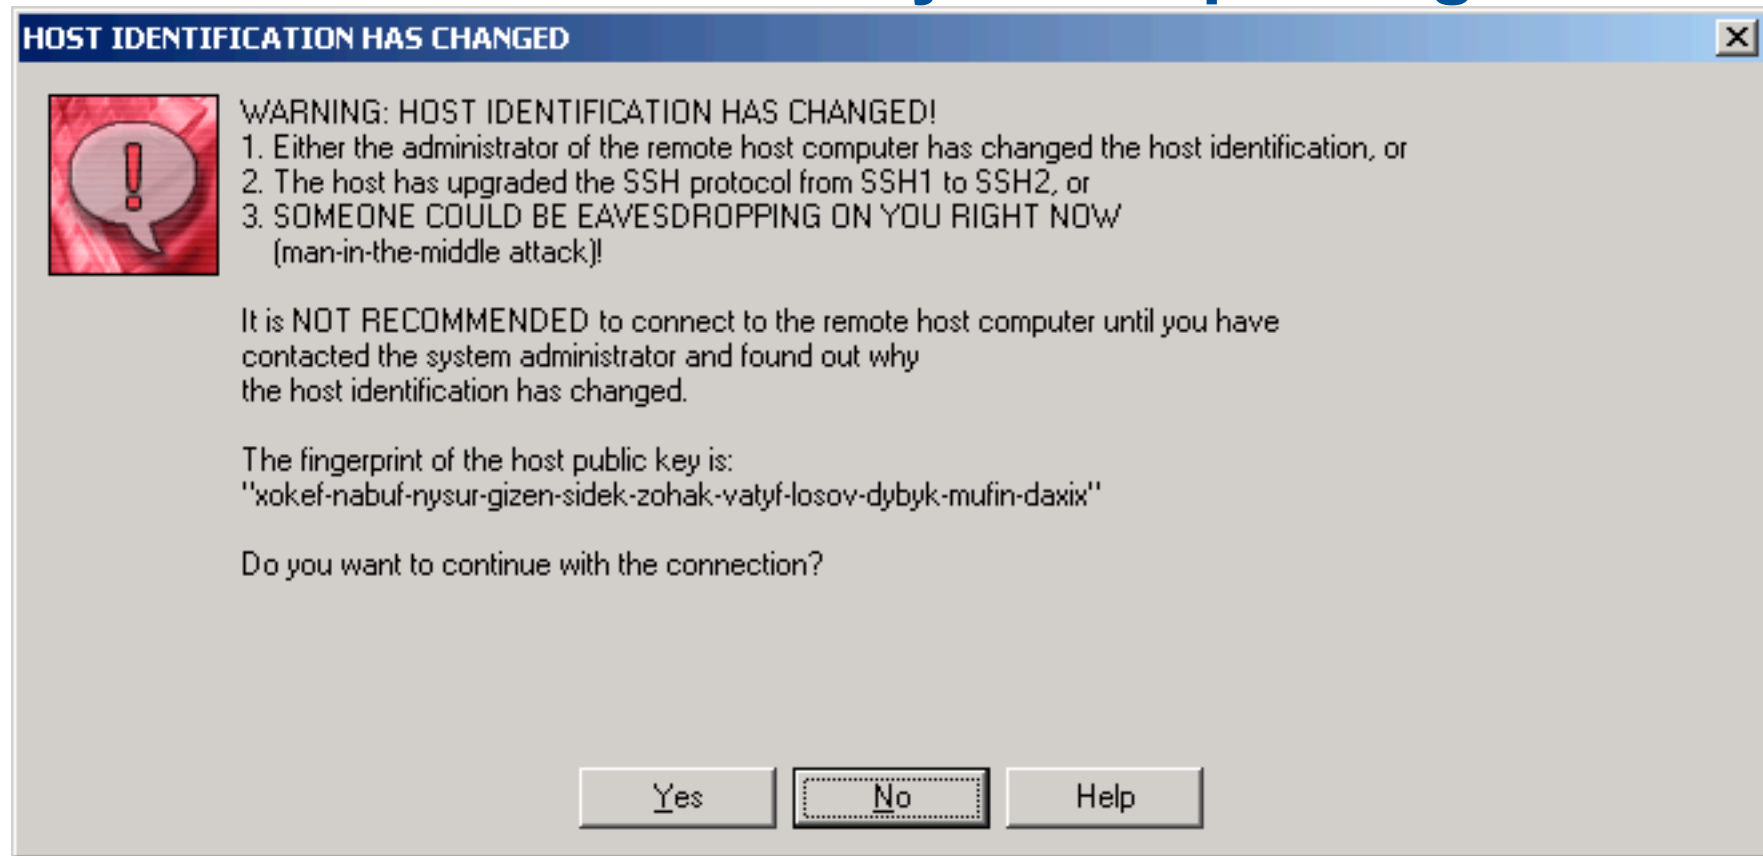 HOST IDENTIFICATION HAS CHANGED
WARNING: HOST IDENTIFICATION HAS CHANGED!
1. Either the administrator of the remote host computer has changed the host identification, or
2. The host has upgraded the SSH protocol from SSH1 to SSH2, or
3. SOMEONE COULD BE EAVESDROPPING ON YOU RIGHT NOW
(man-in-the-middle attack)!
It is NOT RECOMMENDED to connect to the remote host computer until you have
contacted the system administrator and found out why
the host identification has changed.
The fingerprint of the host public key is:
"xokef-nabuf-nysur-gizen-sidek-zohak-vatyf-losov-dybyk-mufin-daxix"
Do you want to continue with the connection?
Yes No Help